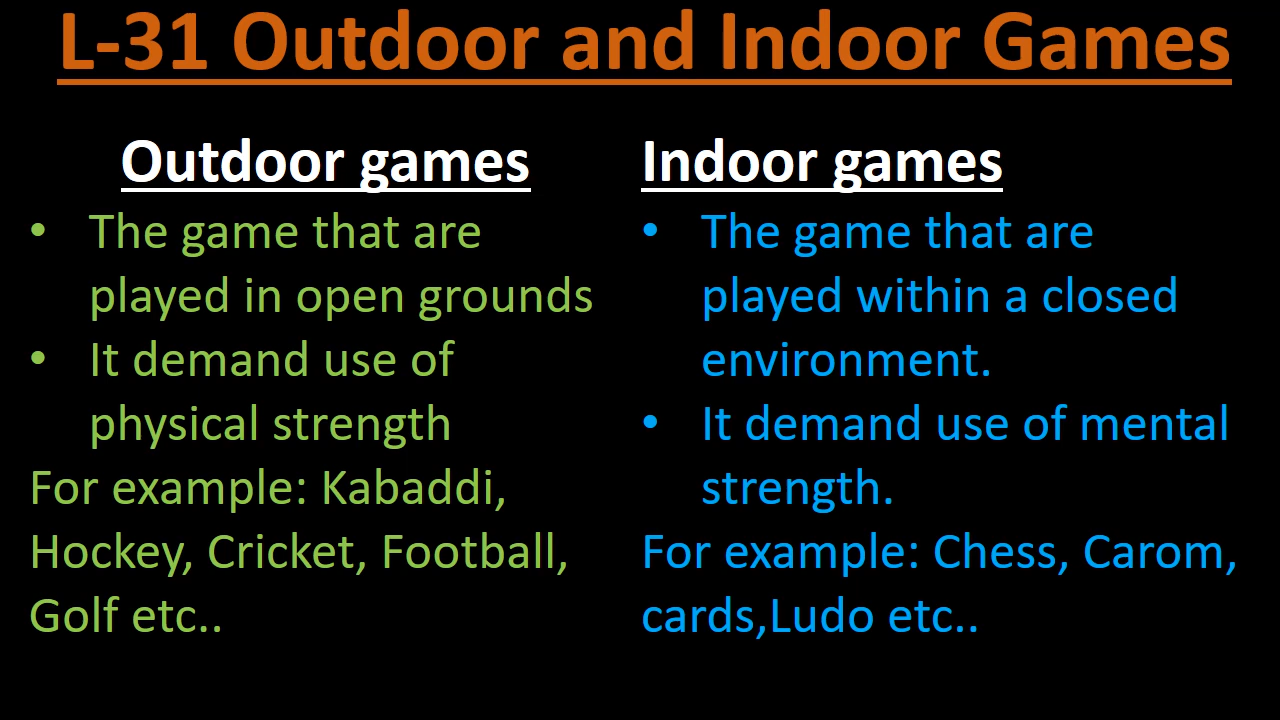 L-31 Outdoor and Indoor Games
Outdoor games
• The game that are
played in open grounds
• It demand use of
physical strength
For example: Kabaddi,
Hockey, Cricket, Football,
Golf etc..
Indoor games
• The game that are
played within a closed
environment.
• It demand use of mental
strength.
For example: Chess, Carom,
cards,Ludo etc..